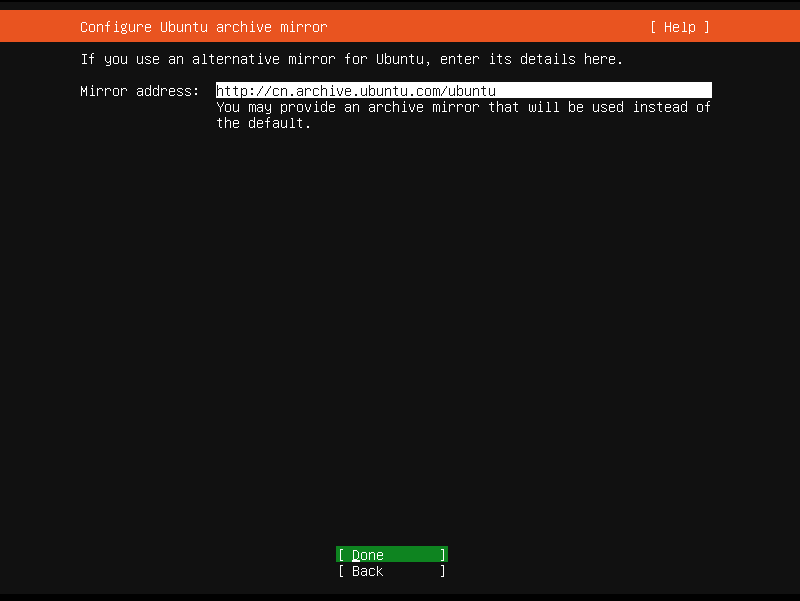 Configure Ubuntu archive mirror [ Help ]
If you use an alternative mirror for Ubuntu, enter its details here.
Mirror address: http://cn.archive.ubuntu.com/ubuntu
You may provide an archive mirror that will be used instead of
the default.
[ Done ]
[ Back ]